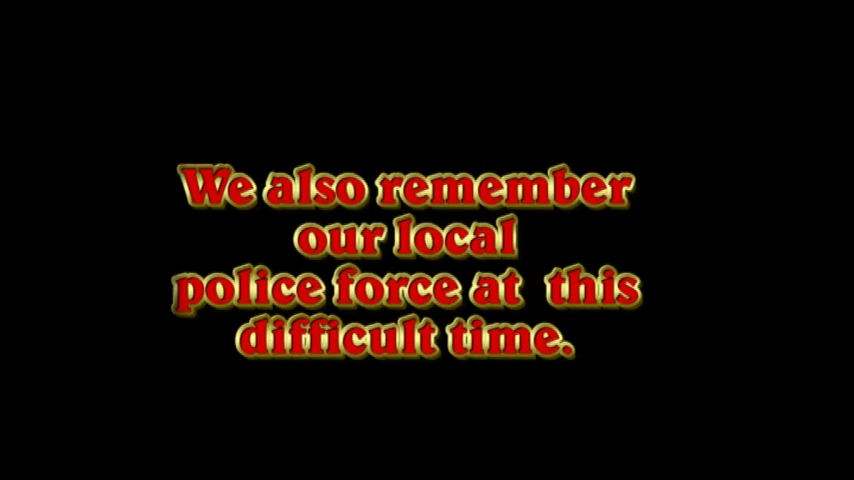 We also remember
our local
police force at  this
difficult time.